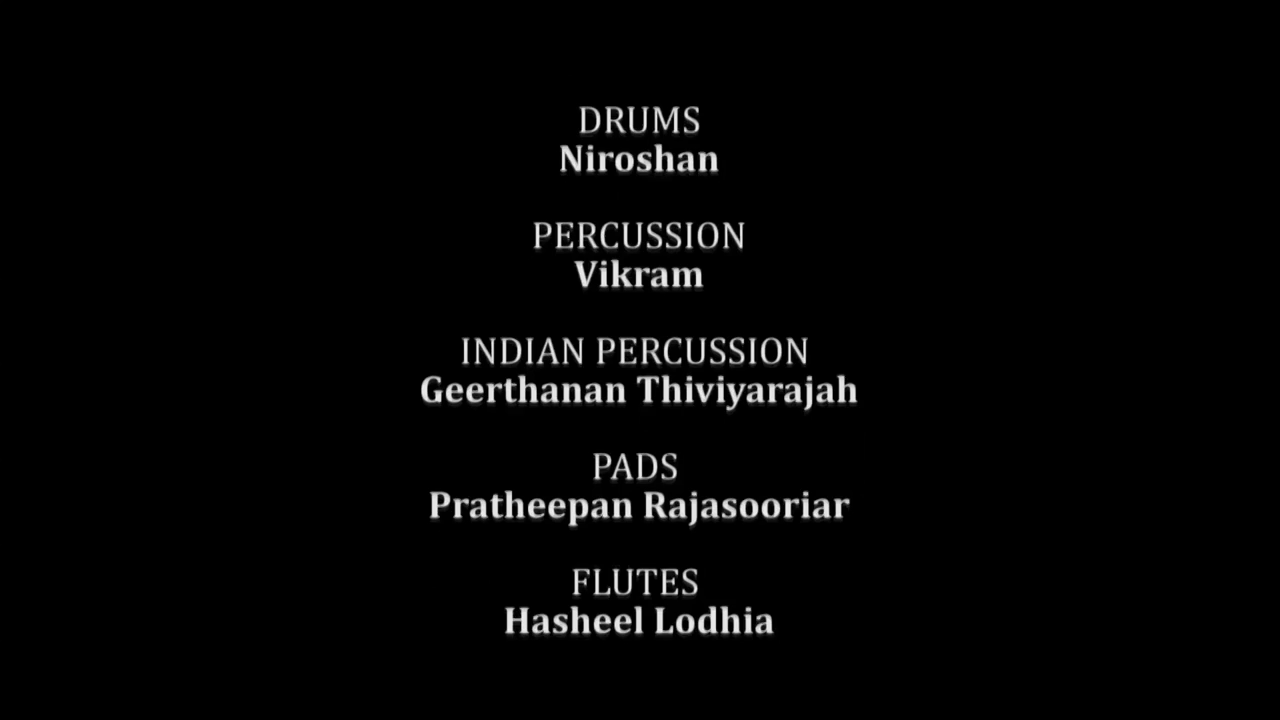 DRUMS
Niroshan
PERCUSSION
Vikram
INDIAN PERCUSSION
Geerthanan Thiviyarajah
PADS
Pratheepan Rajasooriar
FLUTES
Hasheel Lodhia